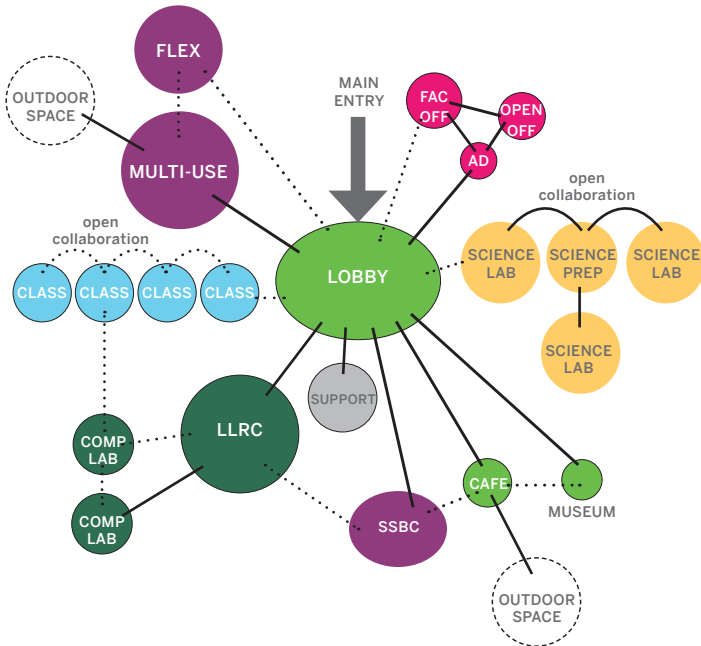 FLEX
MAIN
ENTRY
FAC
OFF
OPEN
OFF
OUTDOOR
SPACE
AD
MULTI-USE
open
collaboration
open
collaboration
SCIENCE
LAB
SCIENCE
PREP
SCIENCE
LAB
LOBBY
CLASS
CLASS
CLASS
CLASS
SCIENCE
LAB
SUPPORT
LLRC
COMP
LAB
CAFE
MUSEUM
COMP
LAB
SSBC
OUTDOOR
SPACE